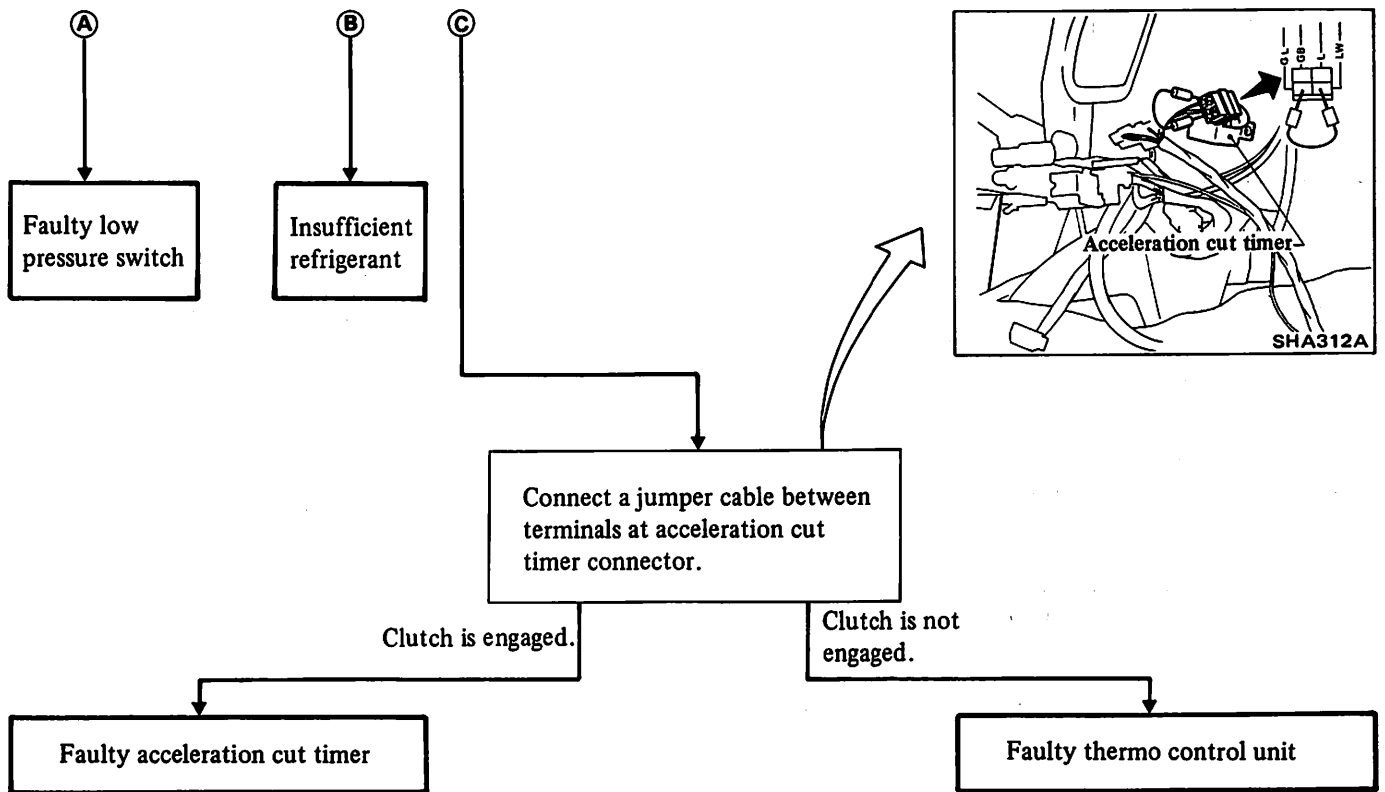 A
B
C
Faulty low
pressure switch
Insufficient
refrigerant
GL
GB
L
LW
Acceleration cut timer
SHA312A
Connect a jumper cable between
terminals at acceleration cut
timer connector.
Clutch is engaged.
Clutch is not
engaged.
Faulty acceleration cut timer
Faulty thermo control unit